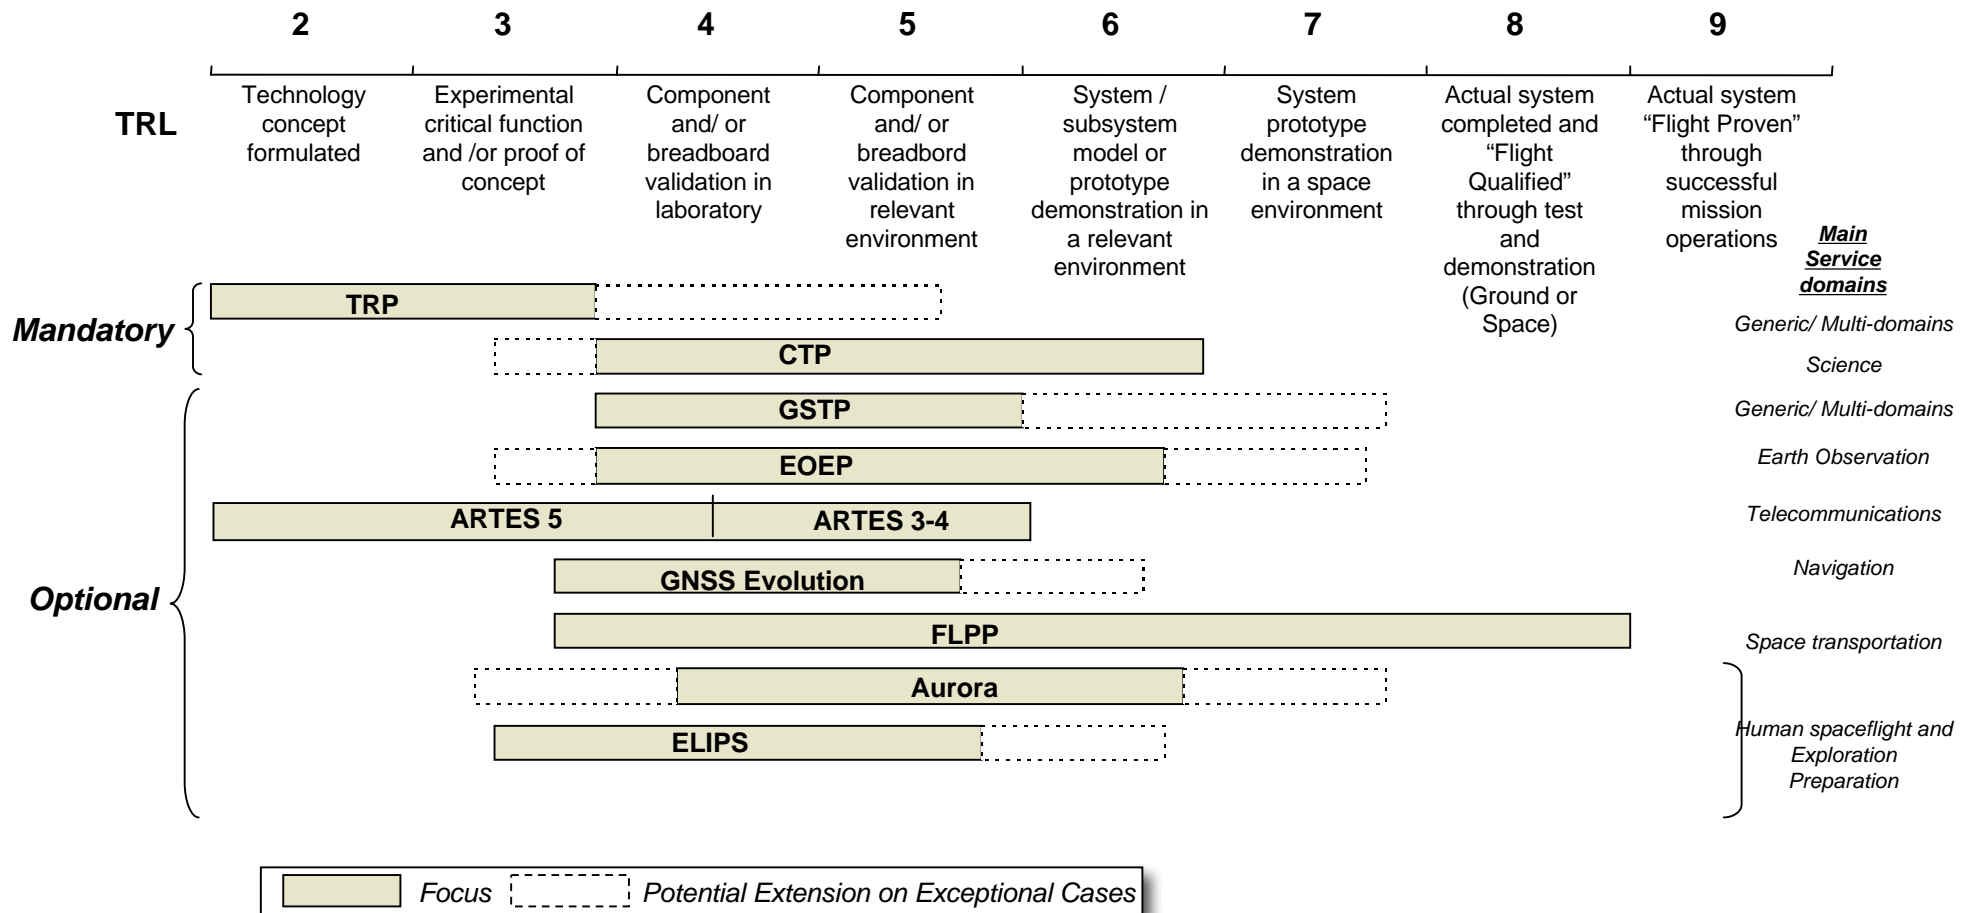 2 3 4 5 6 7 8 9
TRL
Technology
concept
formulated
Experimental
critical function
and /or proof of
concept
Component
and/ or
breadboard
validation in
laboratory
Component
and/ or
breadbord
validation in
relevant
environment
System /
subsystem
model or
prototype
demonstration in
a relevant
environment
System
prototype
demonstration
in a space
environment
Actual system
completed and
“Flight
Qualified”
through test
and
demonstration
(Ground or
Space)
Actual system
“Flight Proven”
through
successful
mission
operations
Main
Service
domains
Mandatory
TRP
Generic/ Multi-domains
CTP
Science
Optional
GSTP
Generic/ Multi-domains
EOEP
Earth Observation
ARTES 5
ARTES 3-4
Telecommunications
GNSS Evolution
Navigation
FLPP
Space transportation
Aurora
ELIPS
Human spaceflight and
Exploration
Preparation
Focus
Potential Extension on Exceptional Cases